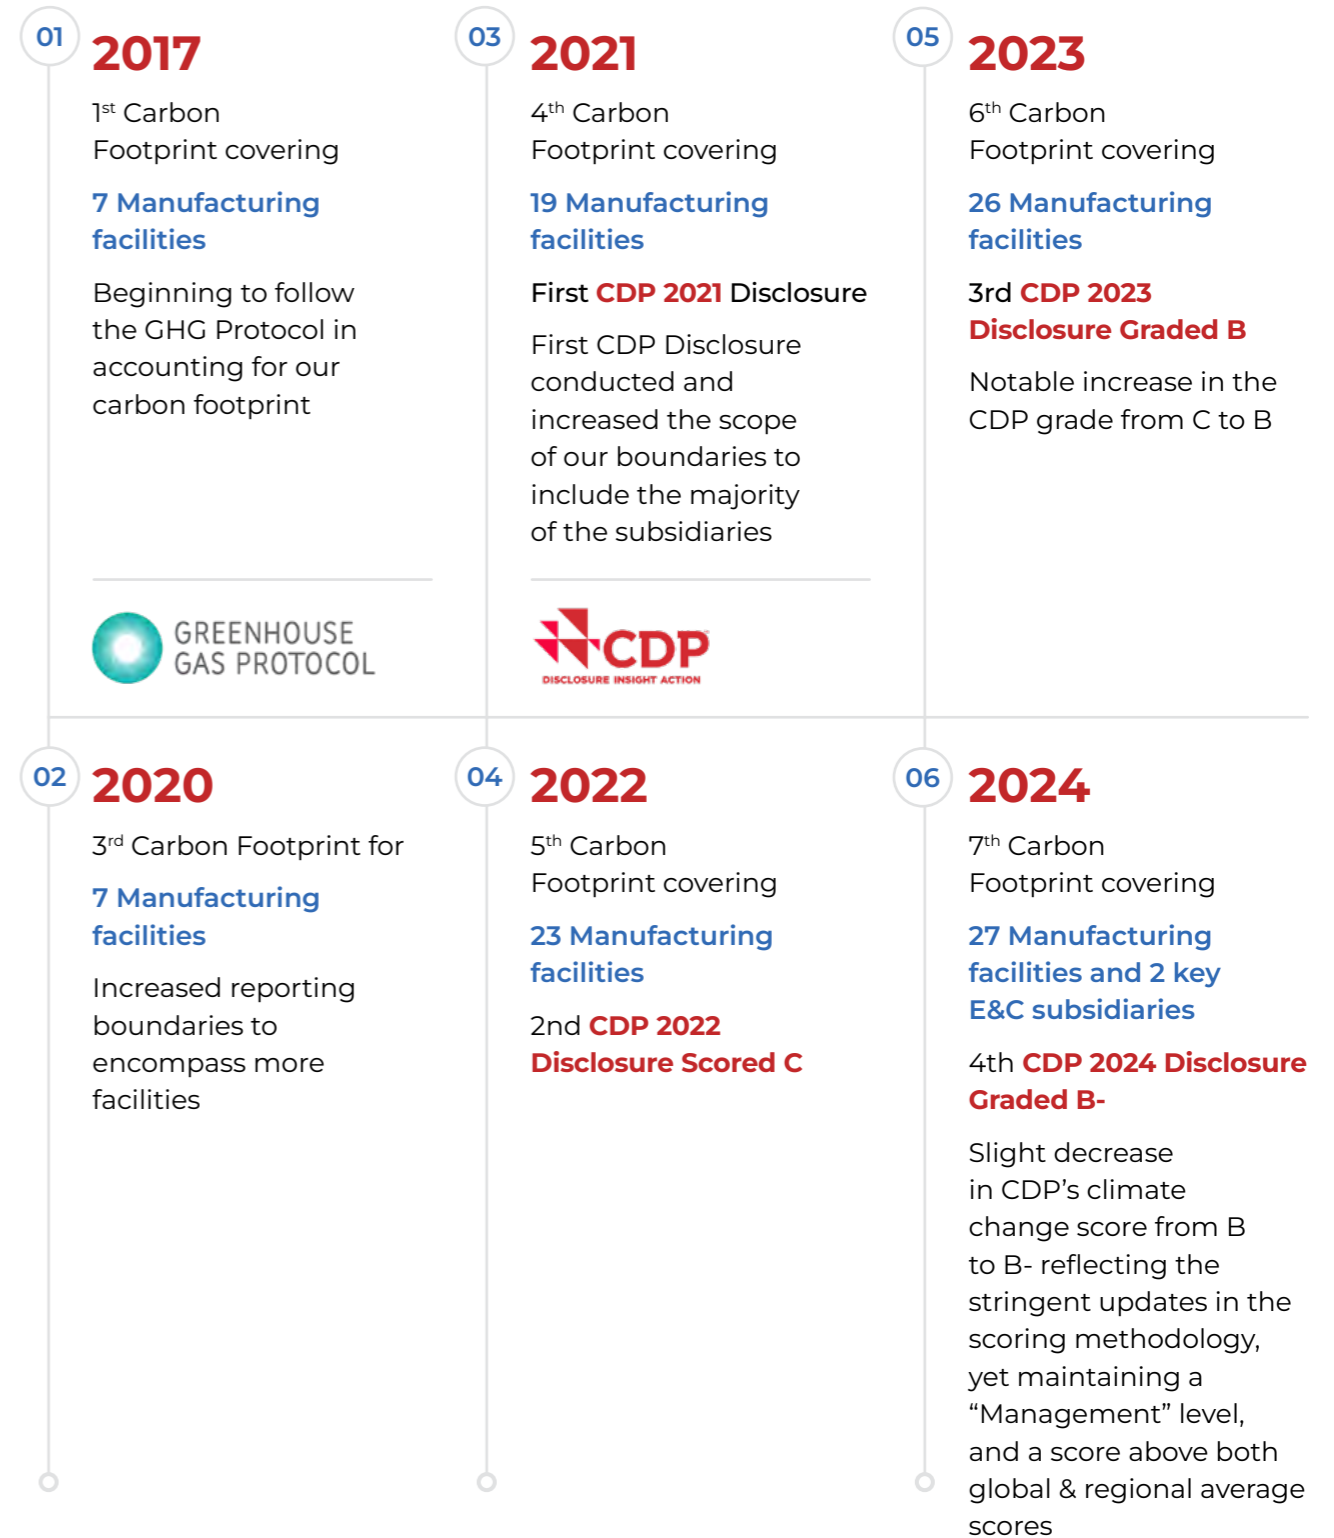 01
2017
1st Carbon
Footprint covering
7 Manufacturing
facilities
Beginning to follow
the GHG Protocol in
accounting for our
carbon footprint
GREENHOUSE
GAS PROTOCOL
02
2020
3rd Carbon Footprint for
7 Manufacturing
facilities
Increased reporting
boundaries to
encompass more
facilities
03
2021
4th Carbon
Footprint covering
19 Manufacturing
facilities
First CDP 2021 Disclosure
First CDP Disclosure
conducted and
increased the scope
of our boundaries to
include the majority
of the subsidiaries
CDP
DISCLOSURE INSIGHT ACTION
04
2022
5th Carbon
Footprint covering
23 Manufacturing
facilities
2nd CDP 2022
Disclosure Scored C
05
2023
6th Carbon
Footprint covering
26 Manufacturing
facilities
3rd CDP 2023
Disclosure Graded B
Notable increase in the
CDP grade from C to B
06
2024
7th Carbon
Footprint covering
27 Manufacturing
facilities and 2 key
E&C subsidiaries
4th CDP 2024 Disclosure
Graded B-
Slight decrease
in CDP’s climate
change score from B
to B- reflecting the
stringent updates in the
scoring methodology,
yet maintaining a
“Management” level,
and a score above both
global & regional average
scores